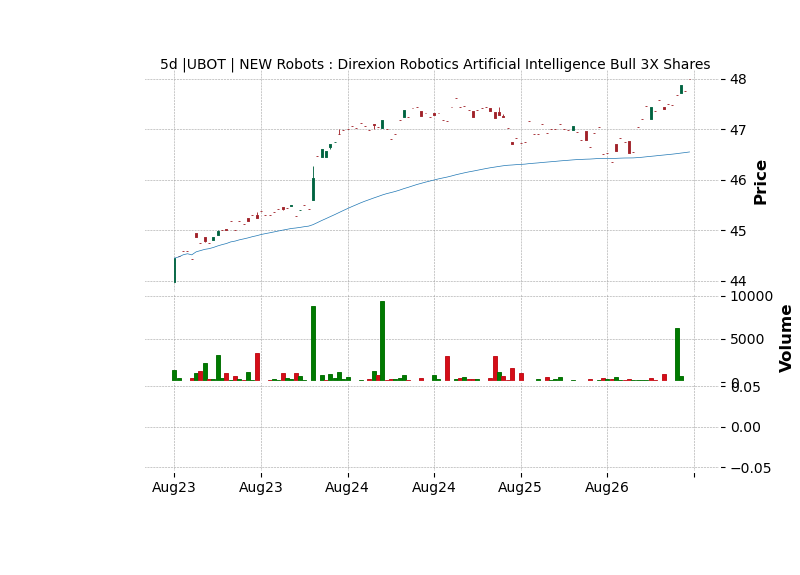 5d |UBOT | NEW Robots : Direxion Robotics Artificial Intelligence Bull 3X Shares
48
47
46
45
44
Price
10000
5000
0
Volume
0.05
0.00
−0.05
Aug23 Aug23 Aug24 Aug24 Aug25 Aug26